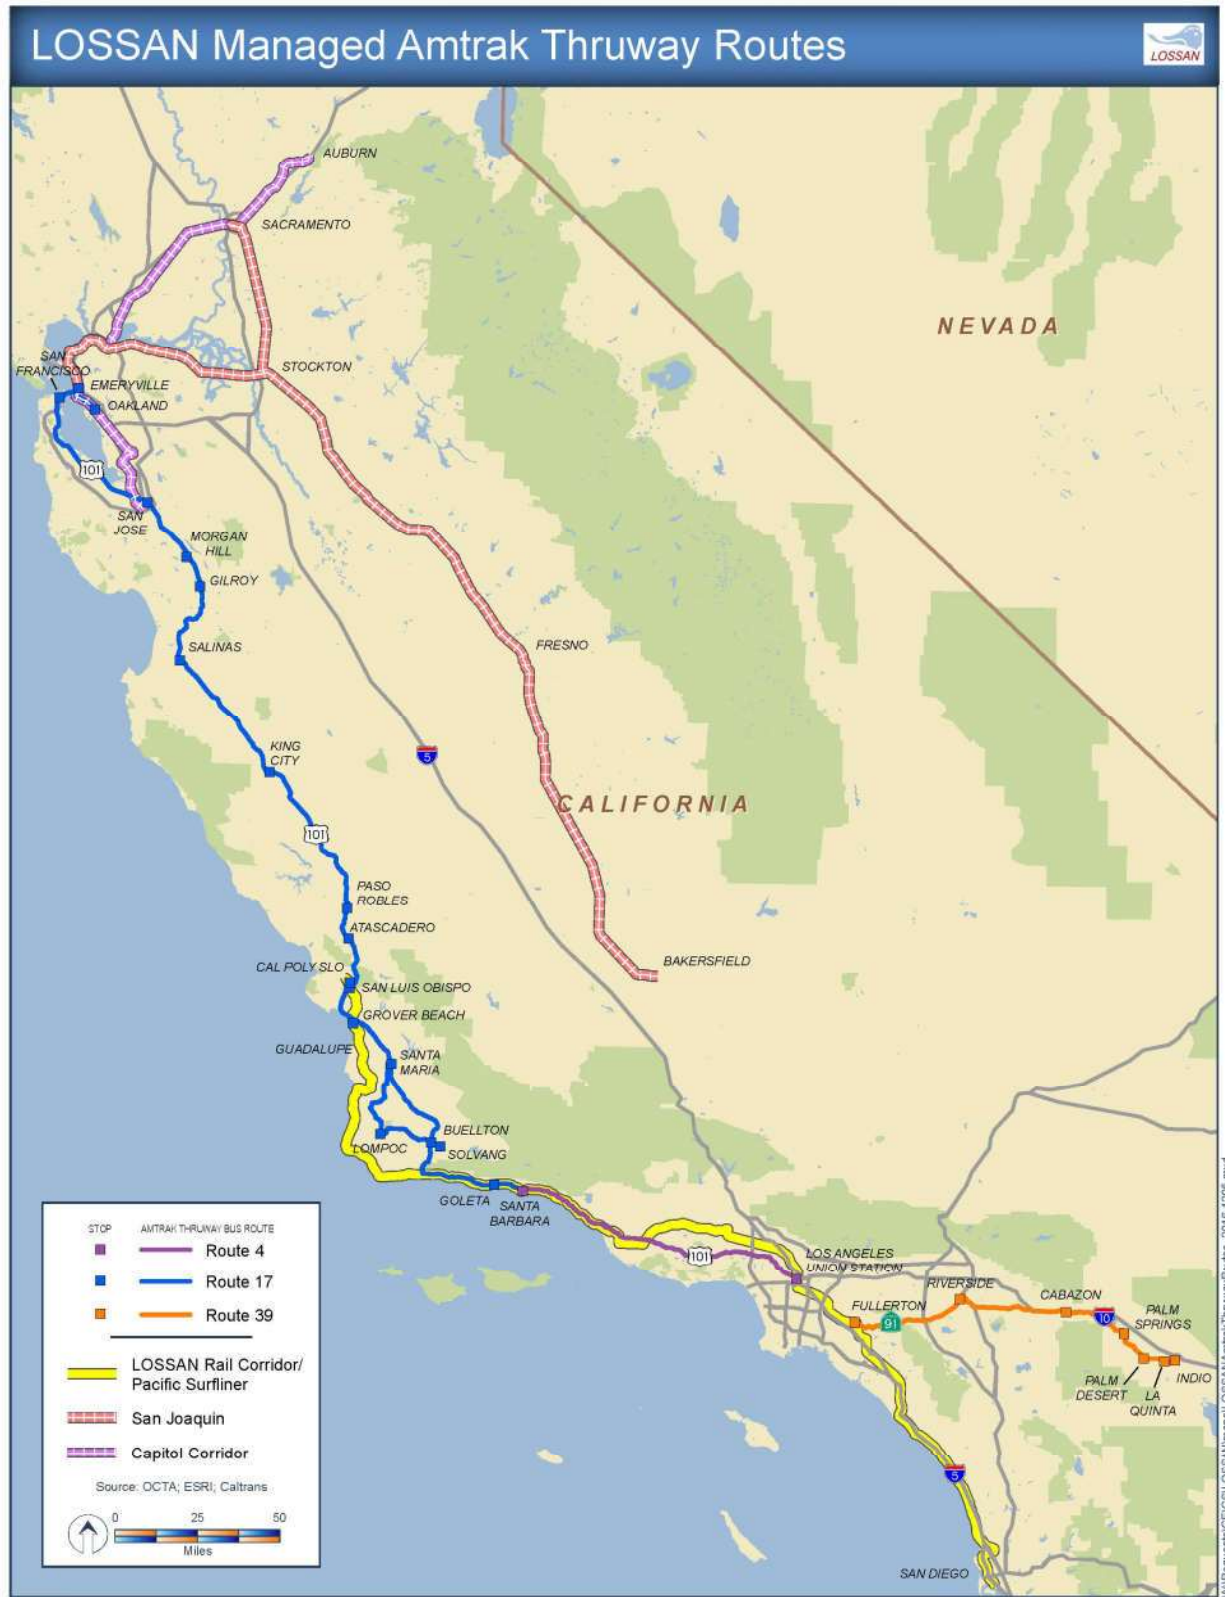 LOSSAN Managed Amtrak Thruway Routes
LOSSAN
AUBURN
SACRAMENTO
NEVADA
SAN
FRANCISCO
STOCKTON
EMERYVILLE
OAKLAND
101
SAN
JOSE
MORGAN
HILL
GILROY
SALINAS
FRESNO
KING
CITY
5
CALIFORNIA
101
PASO
ROBLES
ATASCADERO
CAL POLY SLO
BAKERSFIELD
SAN LUIS OBISPO
GROVER BEACH
GUADALUPE
SANTA
MARIA
BUELLTON
LOMPOC
SOLVANG
GOLETA
SANTA
BARBARA
101
LOS ANGELES
UNION STATION
RIVERSIDE
CABAZON
FULLERTON
91
10
PALM
SPRINGS
PALM
DESERT
LA
QUINTA
INDIO
5
SAN DIEGO
STOP AMTRAK THRUWAY BUS ROUTE
Route 4
Route 17
Route 39
LOSSAN Rail Corridor/
Pacific Surfliner
San Joaquin
Capitol Corridor
Source: OCTA; ESRI; Caltrans
0 25 50
Miles